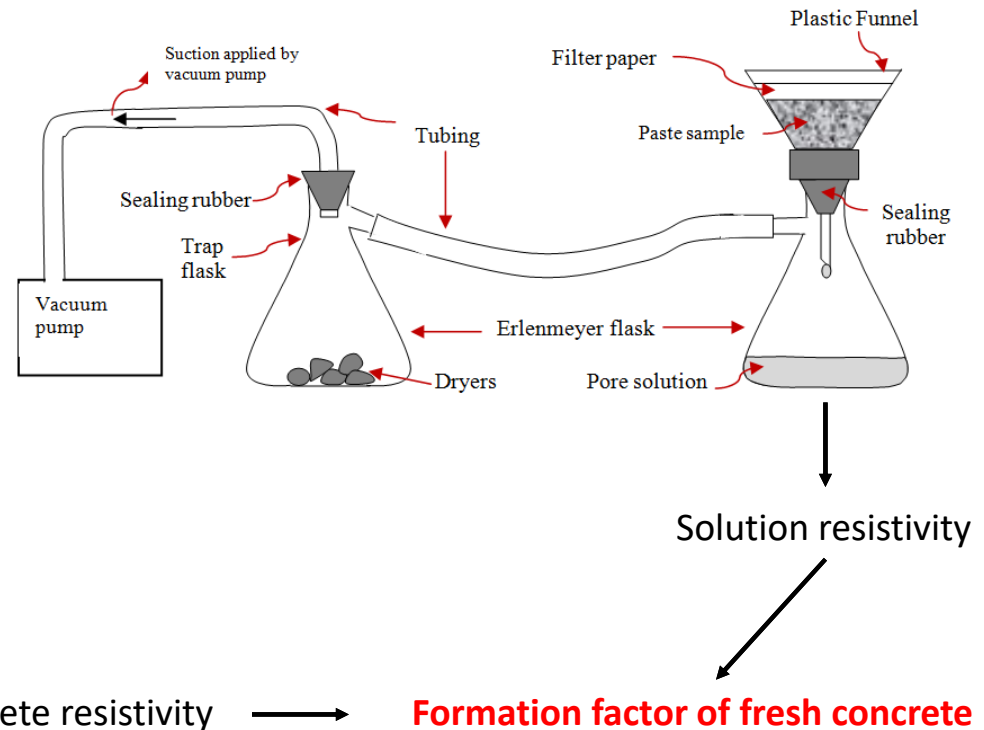 Plastic Funnel
Suction applied by
vacuum pump
Filter paper
Tubing
Paste sample
Sealing rubber
Sealing
rubber
Trap
flask
Vacuum
pump
Erlenmeyer flask
Dryers
Pore solution
Solution resistivity
ete resistivity
Formation factor of fresh concrete